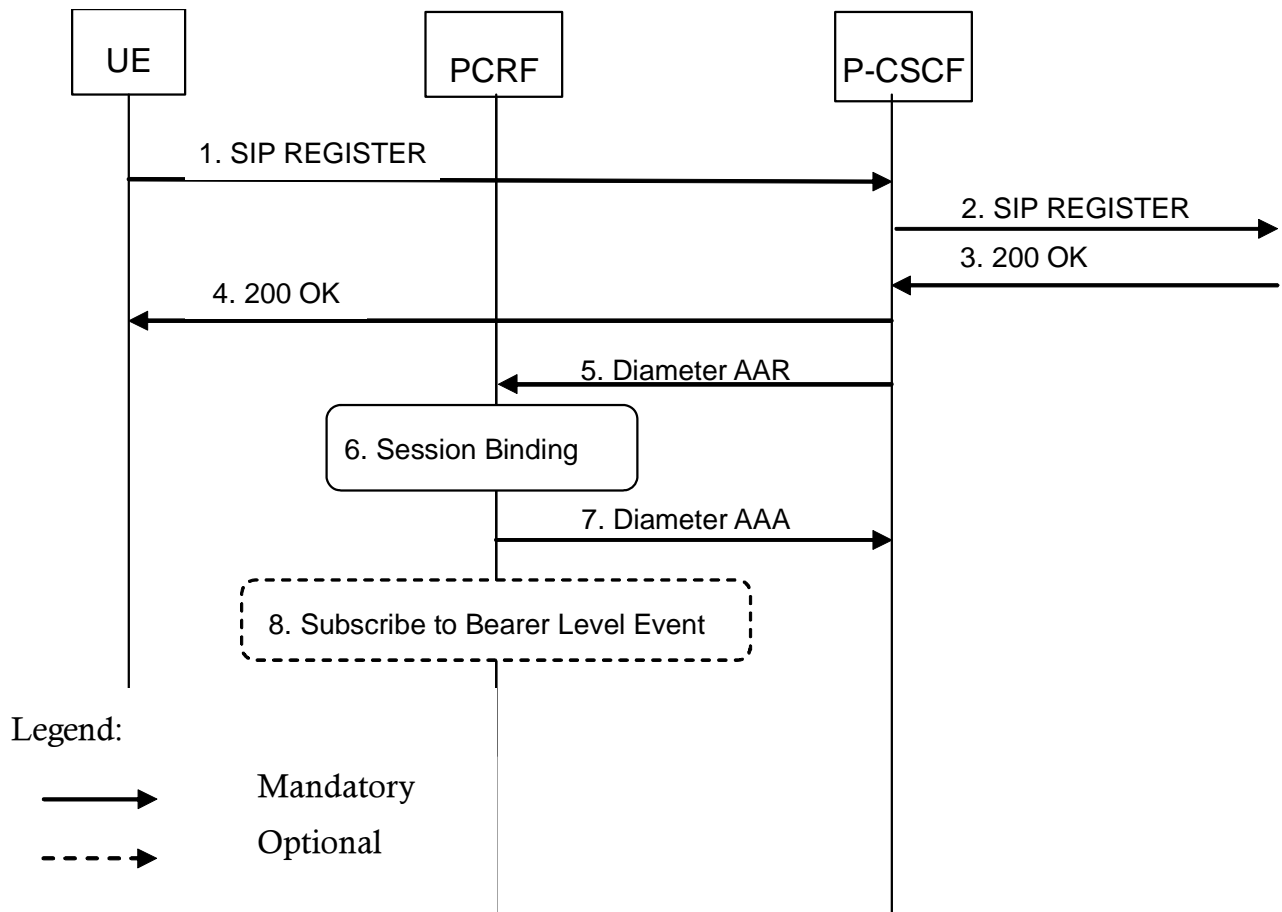 UE
PCRF
P-CSCF
1. SIP REGISTER
2. SIP REGISTER
3. 200 OK
4. 200 OK
5. Diameter AAR
6. Session Binding
7. Diameter AAA
8. Subscribe to Bearer Level Event
Legend:
Mandatory
Optional